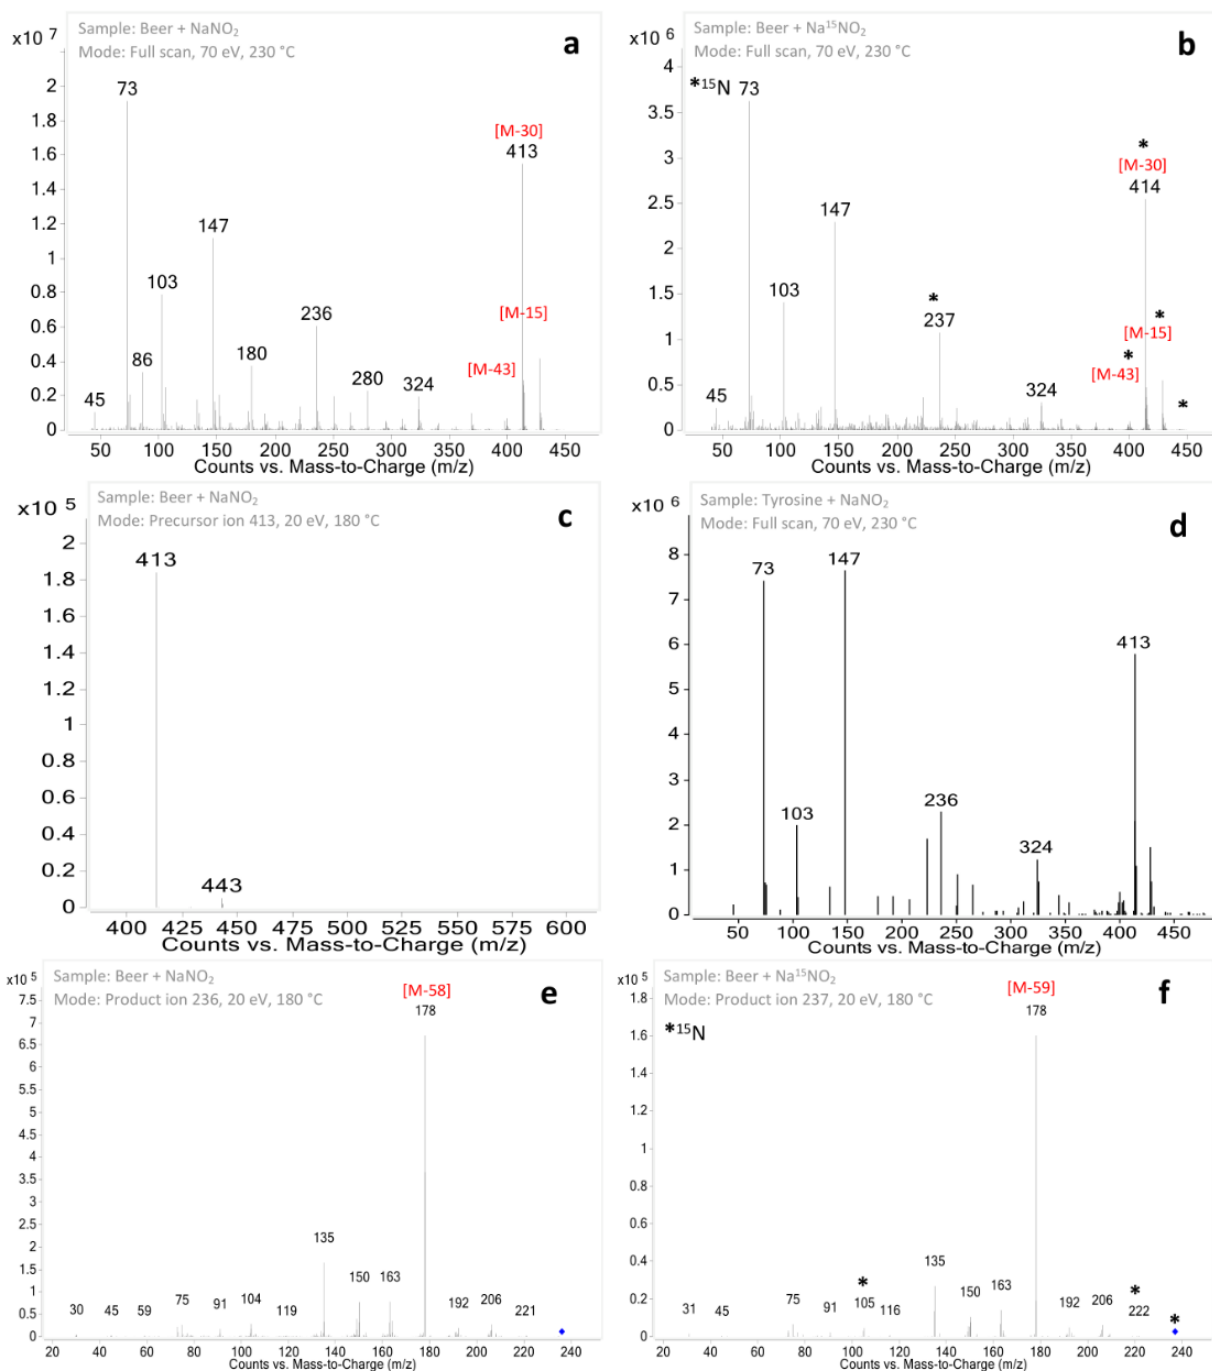 Sample: Beer + NaNO₂
Mode: Full scan, 70 eV, 230 °C
a
x10 ⁷
2
1.8
1.6
1.4
1.2
1
0.8
0.6
0.4
0.2
0
73
[M-30]
413
147
103
[M-15]
236
86
180
[M-43]
280
324
45
50 100 150 200 250 300 350 400 450
Counts vs. Mass-to-Charge (m/z)
Sample: Beer + Na¹⁵NO₂
Mode: Full scan, 70 eV, 230 °C
b
x10 ⁶
4
3.5
3
2.5
2
1.5
1
0.5
0
*¹⁵N
73
*
[M-30]
414
147
103
*
237
*
[M-15]
*
[M-43]
45
324
*
50 100 150 200 250 300 350 400 450
Counts vs. Mass-to-Charge (m/z)
Sample: Beer + NaNO₂
Mode: Precursor ion 413, 20 eV, 180 °C
c
x10 ⁵
2
1.8
1.6
1.4
1.2
1
0.8
0.6
0.4
0.2
0
413
443
400 425 450 475 500 525 550 575 600
Counts vs. Mass-to-Charge (m/z)
Sample: Tyrosine + NaNO₂
Mode: Full scan, 70 eV, 230 °C
d
x10 ⁶
8
7
6
5
4
3
2
1
0
73
147
413
103
236
324
50 100 150 200 250 300 350 400 450
Counts vs. Mass-to-Charge (m/z)
Sample: Beer + NaNO₂
Mode: Product ion 236, 20 eV, 180 °C
e
x10 ⁵
7.5
7
6.5
6
5.5
5
4.5
4
3.5
3
2.5
2
1.5
1
0.5
0
[M-58]
178
135
150 163
30 45 59 75 91 104 119 192 206 221
20 40 60 80 100 120 140 160 180 200 220 240
Counts vs. Mass-to-Charge (m/z)
Sample: Beer + Na¹⁵NO₂
Mode: Product ion 237, 20 eV, 180 °C
f
x10 ⁵
1.8
1.6
1.4
1.2
1
0.8
0.6
0.4
0.2
0
*¹⁵N
[M-59]
178
135
150 163
* * *
31 45 75 91 105 116 192 206 222
20 40 60 80 100 120 140 160 180 200 220 240
Counts vs. Mass-to-Charge (m/z)